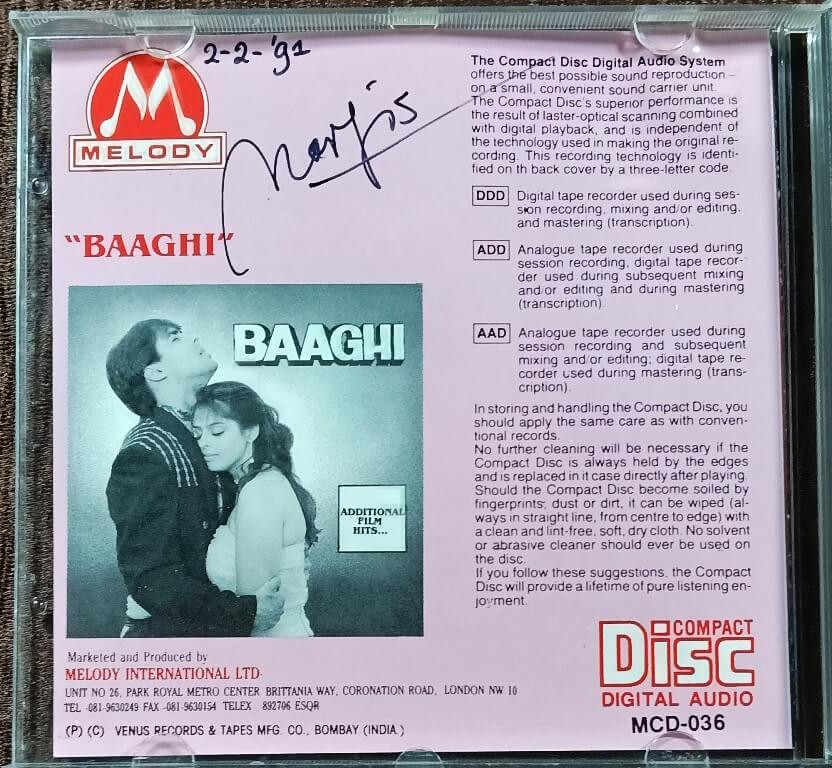 2-2-'91
MELODY
"BAAGHI"
BAAGHI
ADDITIONAL
FILM
HITS...
Marketed and Produced by
MELODY INTERNATIONAL LTD.
UNIT NO 26, PARK ROYAL METRO CENTER BRITTANIA WAY, CORONATION ROAD, LONDON NW 10
TEL -081-9630249 FAX -081-9630154 TELEX 892706 ESQR
(P) (C) VENUS RECORDS & TAPES MFG. CO., BOMBAY (INDIA.)
The Compact Disc Digital Audio System
offers the best possible sound reproduction –
on a small, convenient sound carrier unit.
The Compact Disc's superior performance is
the result of laster-optical scanning combined
with digital playback, and is independent of
the technology used in making the original re-
cording. This recording technology is identi-
fied on th back cover by a three-letter code.
DDD Digital tape recorder used during ses-
sion recording, mixing and/or editing,
and mastering (transcription).
ADD Analogue tape recorder used during
session recording, digital tape recor-
der used during subsequent mixing
and/or editing and during mastering
(transcription).
AAD Analogue tape recorder used during
session recording and subsequent
mixing and/or editing; digital tape re-
corder used during mastering (trans-
cription).
In storing and handling the Compact Disc, you
should apply the same care as with conven-
tional records.
No further cleaning will be necessary if the
Compact Disc is always held by the edges
and is replaced in it case directly after playing.
Should the Compact Disc become soiled by
fingerprints, dust or dirt, it can be wiped (al-
ways in straight line, from centre to edge) with
a clean and lint-free, soft, dry cloth. No solvent
or abrasive cleaner should ever be used on
the disc.
If you follow these suggestions, the Compact
Disc will provide a lifetime of pure listening en-
joyment.
COMPACT
Disc
DIGITAL AUDIO
MCD-036